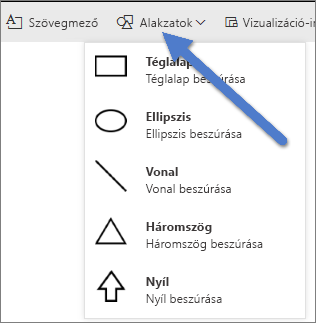 Szövegmező Alakzatok Vizualizáció-
Téglalap
Téglalap beszúrása
Ellipszis
Ellipszis beszúrása
Vonal
Vonal beszúrása
Háromszög
Háromszög beszúrása
Nyíl
Nyíl beszúrása